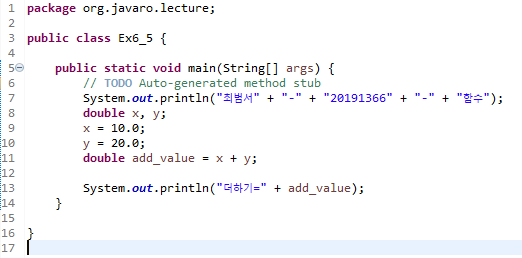 1 package org.javaro.lecture;
2
3 public class Ex6_5 {
4
5 public static void main(String[] args) {
6 // TODO Auto-generated method stub
7 System.out.println("최범서" + "-" + "20191366" + "-" + "함수");
8 double x, y;
9 x = 10.0;
10 y = 20.0;
11 double add_value = x + y;
12
13 System.out.println("더하기=" + add_value);
14 }
15
16 }
17